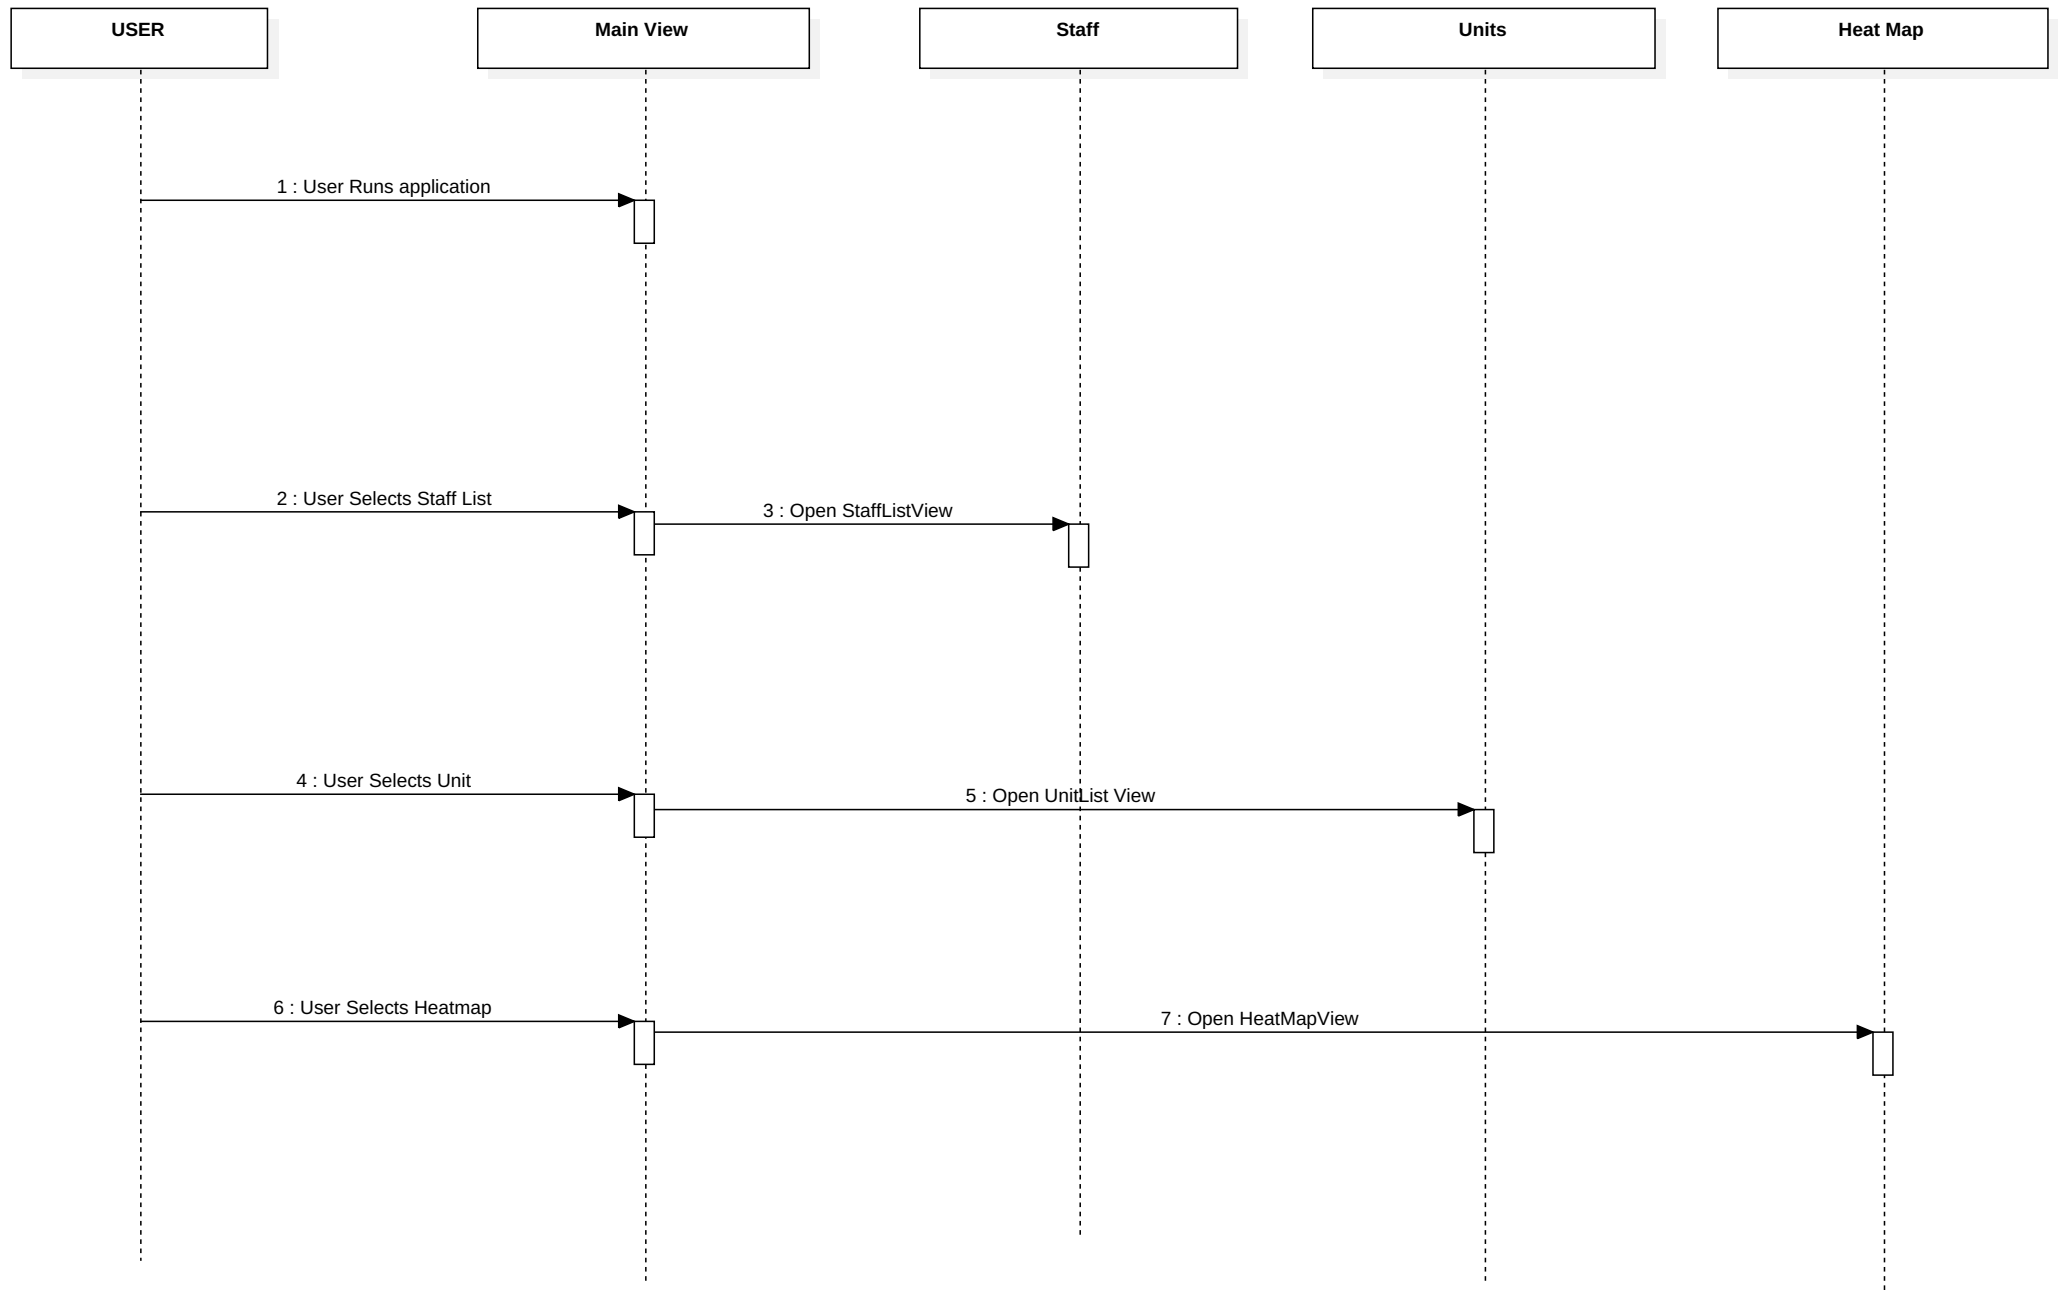 USER
Main View
Staff
Units
Heat Map
1 : User Runs application
2 : User Selects Staff List
3 : Open StaffListView
4 : User Selects Unit
5 : Open UnitList View
6 : User Selects Heatmap
7 : Open HeatMapView